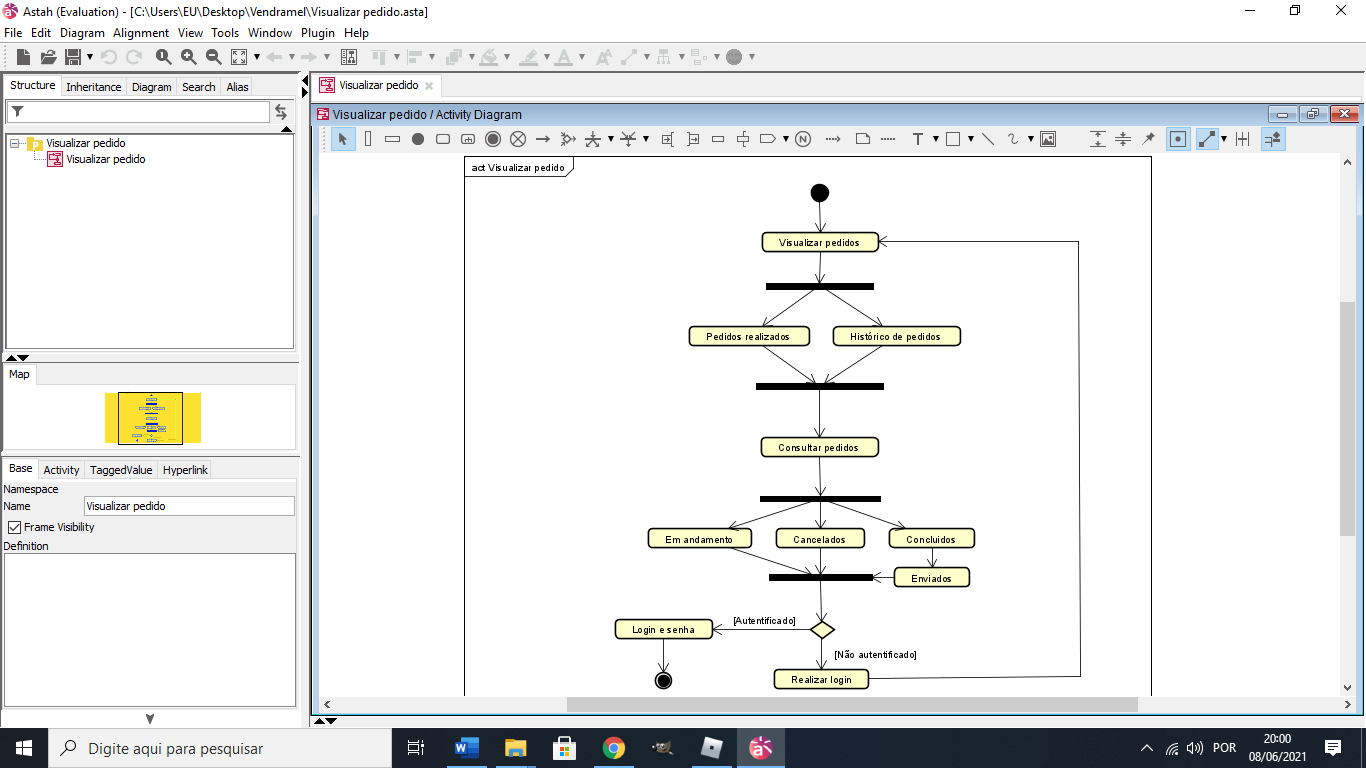 Astah (Evaluation) - [C:\Users\EU\Desktop\Vendramel\Visualizar pedido.asta]
File Edit Diagram Alignment View Tools Window Plugin Help
Structure Inheritance Diagram Search Alias
Visualizar pedido
Visualizar pedido
Map
Base Activity TaggedValue Hyperlink
Namespace
Name Visualizar pedido
Frame Visibility
Definition
Visualizar pedido
Visualizar pedido / Activity Diagram
act Visualizar pedido
Visualizar pedidos
Pedidos realizados Histórico de pedidos
Consultar pedidos
Em andamento Cancelados Concluidos
Enviados
[Autentificado]
Login e senha
[Não autentificado]
Realizar login
Digite aqui para pesquisar
POR
20:00
08/06/2021